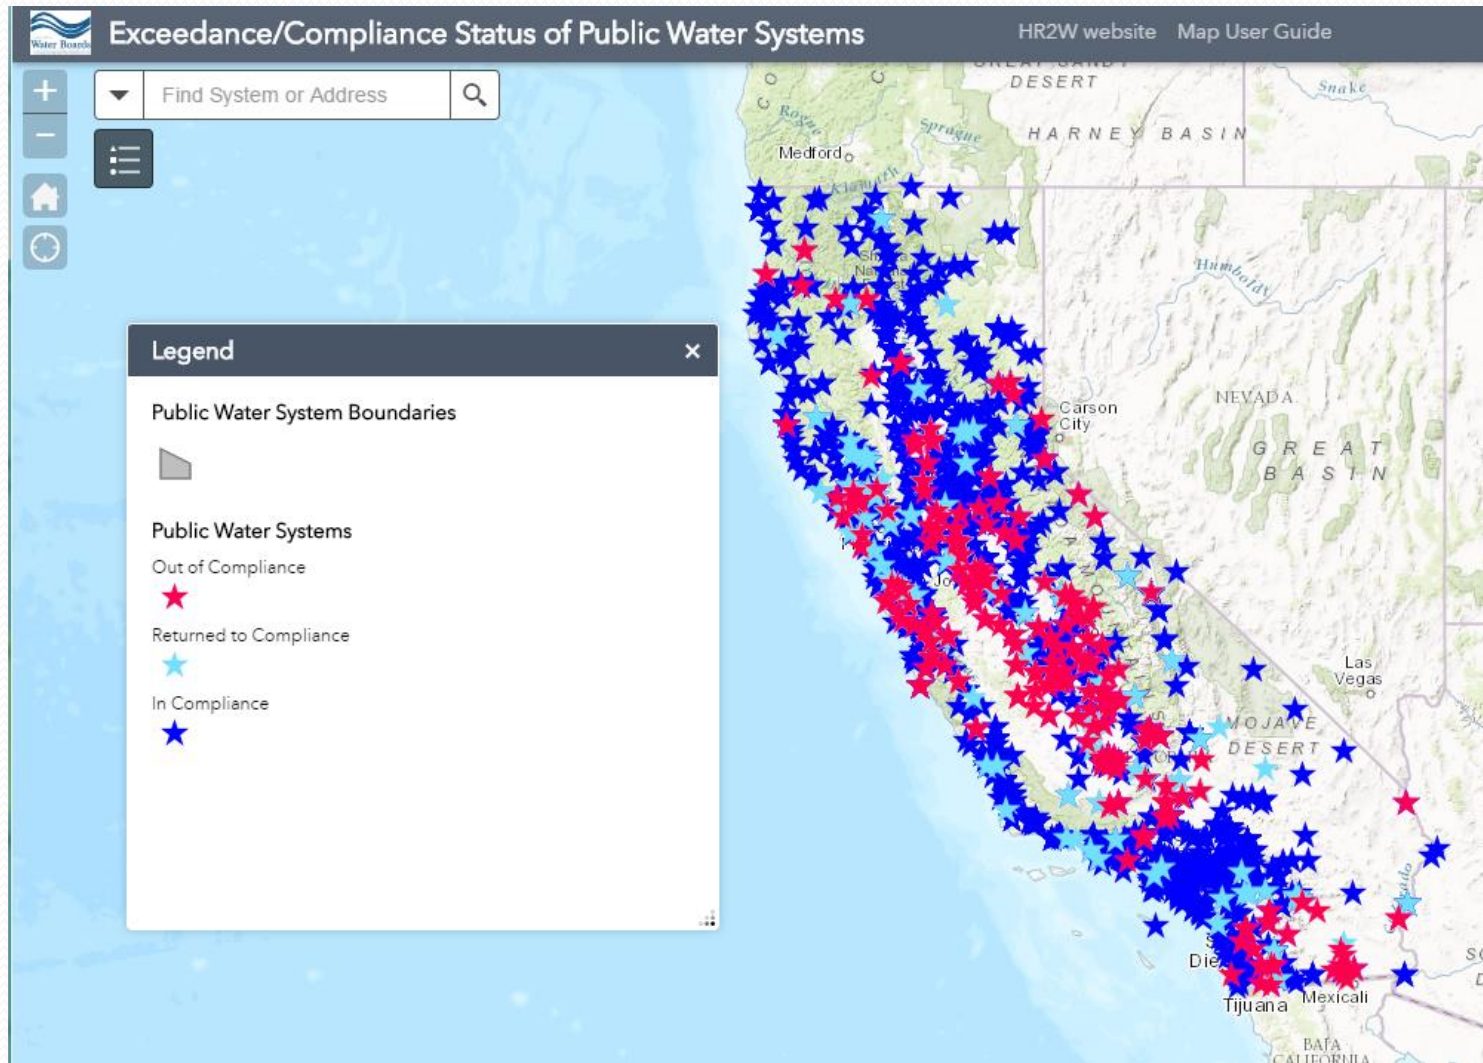 Water Boards
Exceedance/Compliance Status of Public Water Systems
HR2W website
Map User Guide
Find System or Address
Legend
Public Water System Boundaries
Public Water Systems
Out of Compliance
Returned to Compliance
In Compliance
DESERT
Snake
HARNEY BASIN
Rogue
Sprague
Medford
Klamath
Humboldt
NEVADA
GREAT
BASIN
Carson
City
Las
Vegas
MOJAVE
DESERT
Tijuana
Mexicali
BAJA
CALIFORNIA